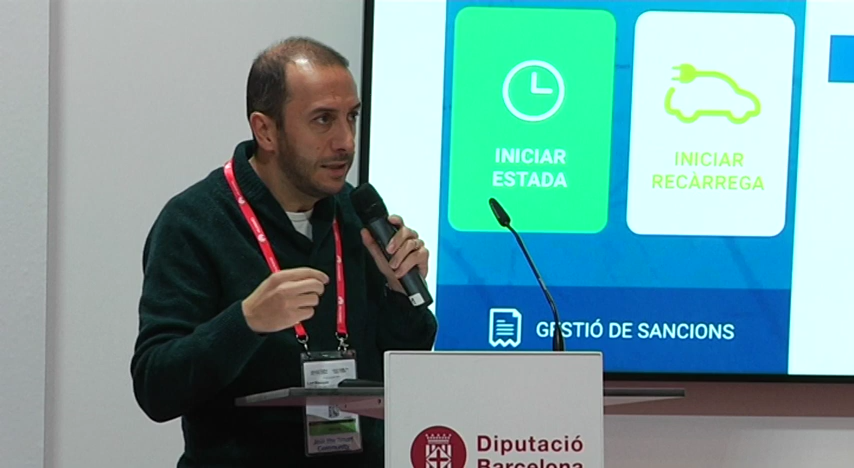 INICIAR
ESTADA
INICIAR
RECÀRREGA
GESTIÓ DE SANCIONS
Diputació
Barcelona